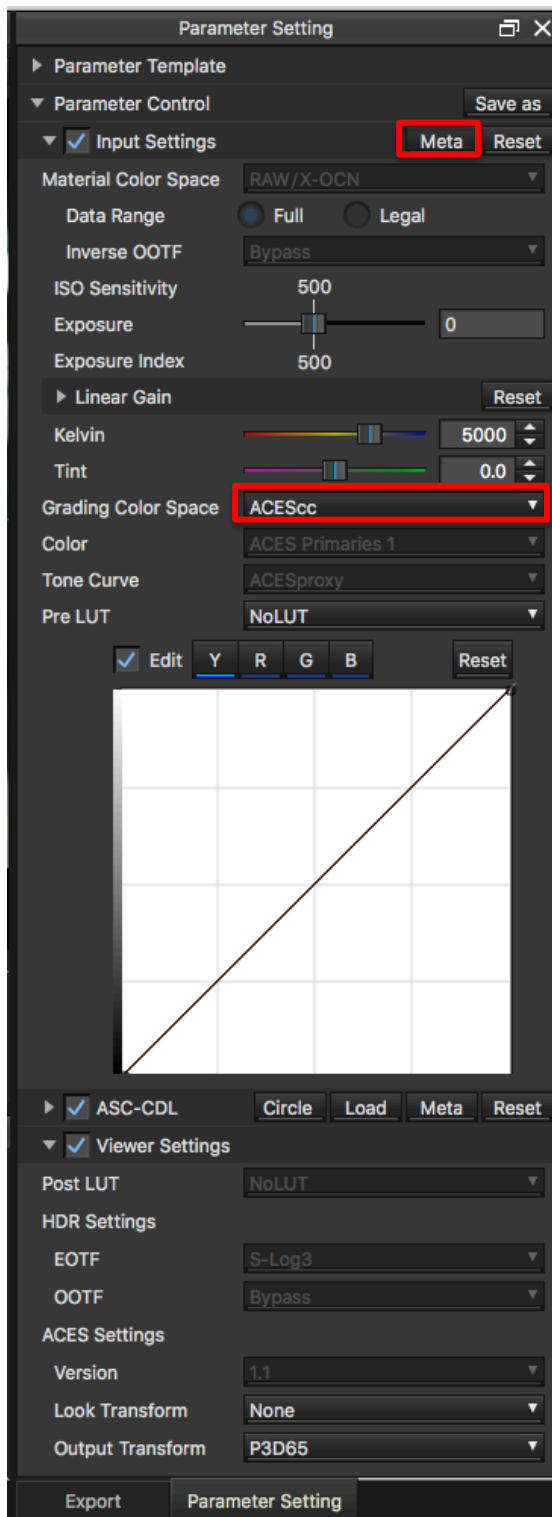 Parameter Setting
Parameter Template
Parameter Control Save as
Input Settings Meta Reset
Material Color Space RAW/X-OCN
Data Range Full Legal
Inverse OOTF Bypass
ISO Sensitivity 500
Exposure 0
Exposure Index 500
Linear Gain Reset
Kelvin 5000
Tint 0.0
Grading Color Space ACEScc
Color ACES Primaries 1
Tone Curve ACESproxy
Pre LUT NoLUT
Edit Y R G B Reset
ASC-CDL Circle Load Meta Reset
Viewer Settings
Post LUT NoLUT
HDR Settings
EOTF S-Log3
OOTF Bypass
ACES Settings
Version 1.1
Look Transform None
Output Transform P3D65
Export Parameter Setting